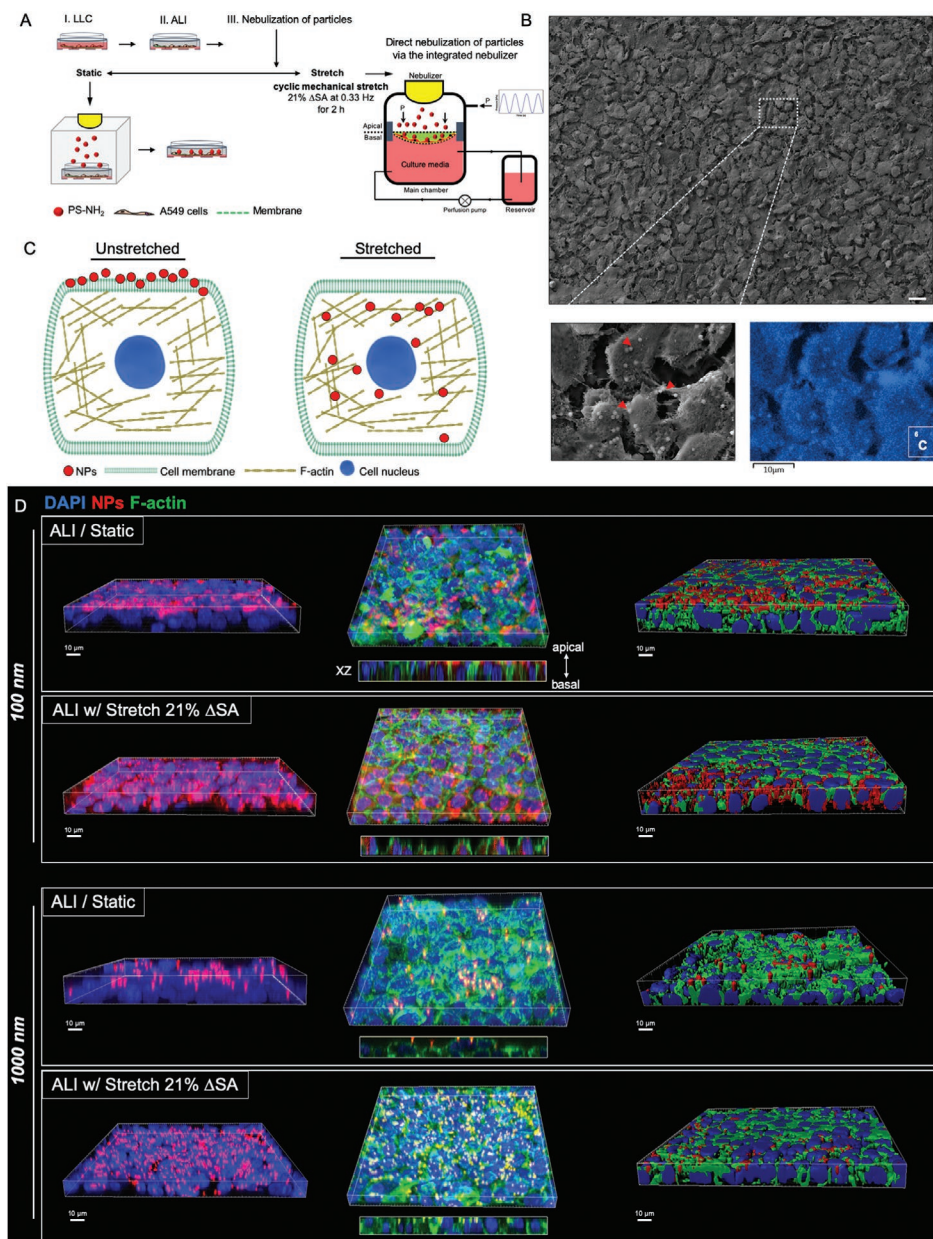 A
I. LLC
II. ALI
III. Nebulization of particles
Static
Stretch
cyclic mechanical stretch
21% ΔSA at 0.33 Hz
for 2 h
Direct nebulization of particles
via the integrated nebulizer
Nebulizer
P
P
Apical
Basal
Culture media
Main chamber
Perfusion pump
Reservoir
PS-NH₂
A549 cells
Membrane
B
6
C
10μm
C
Unstretched
Stretched
NPs
Cell membrane
F-actin
Cell nucleus
D
DAPI NPs F-actin
100 nm
ALI / Static
10 μm
XZ
apical
basal
10 μm
ALI w/ Stretch 21% ΔSA
10 μm
10 μm
1000 nm
ALI / Static
10 μm
10 μm
ALI w/ Stretch 21% ΔSA
10 μm
10 μm